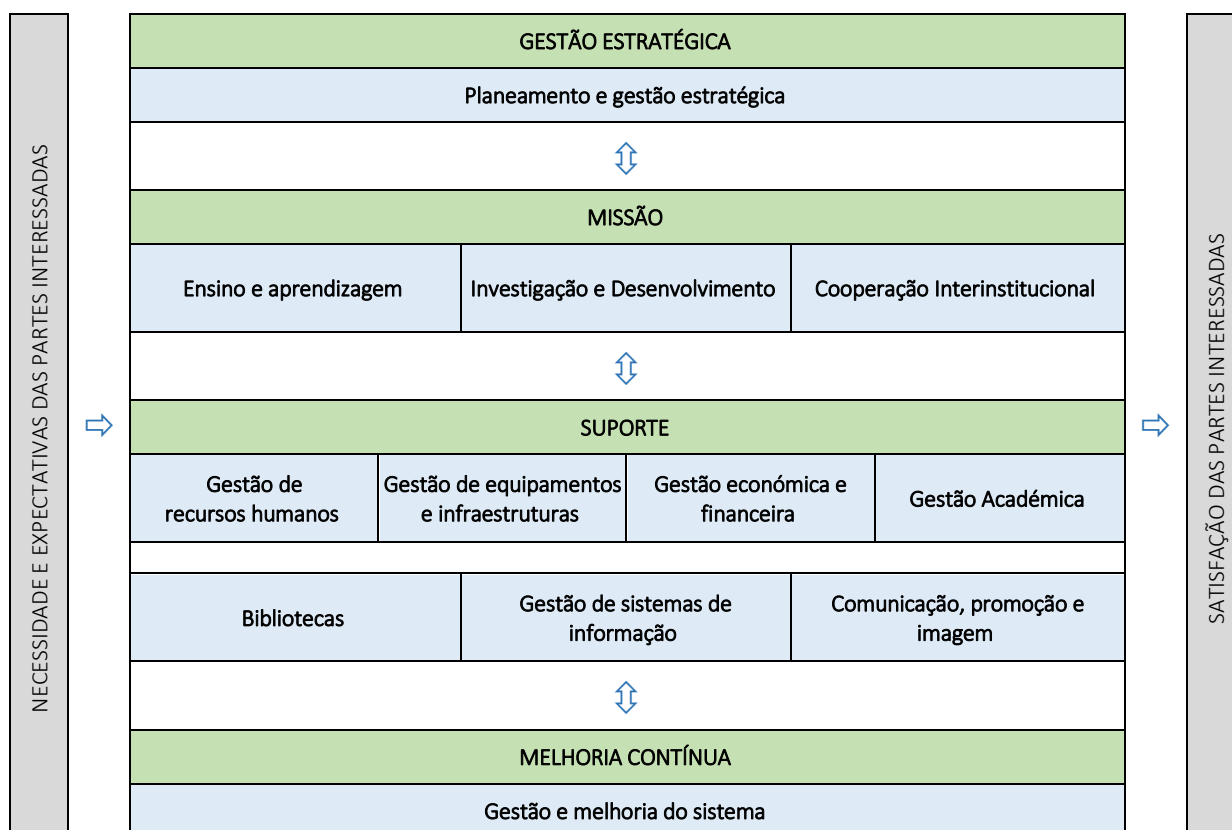 NECESSIDADE E EXPECTATIVAS DAS PARTES INTERESSADAS
GESTÃO ESTRATÉGICA
Planeamento e gestão estratégica
MISSÃO
Ensino e aprendizagem
Investigação e Desenvolvimento
Cooperação Interinstitucional
SUPORTE
Gestão de
recursos humanos
Gestão de equipamentos
e infraestruturas
Gestão económica e
financeira
Gestão Académica
Bibliotecas
Gestão de sistemas de
informação
Comunicação, promoção e
imagem
MELHORIA CONTÍNUA
Gestão e melhoria do sistema
SATISFAÇÃO DAS PARTES INTERESSADAS